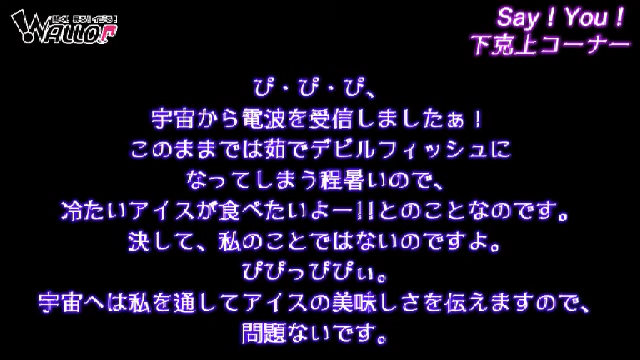 WALLOP
Say！You！
下克上コーナー
ぴ・ぴ・ぴ、
宇宙から電波を受信しましたぁ！
このままでは茹でデビルフィッシュに
なってしまう程暑いので、
冷たいアイスが食べたいよー!!とのことなのです。
決して、私のことではないのですよ。
ぴぴっぴぴぃ。
宇宙へは私を通してアイスの美味しさを伝えますので、
問題ないです。